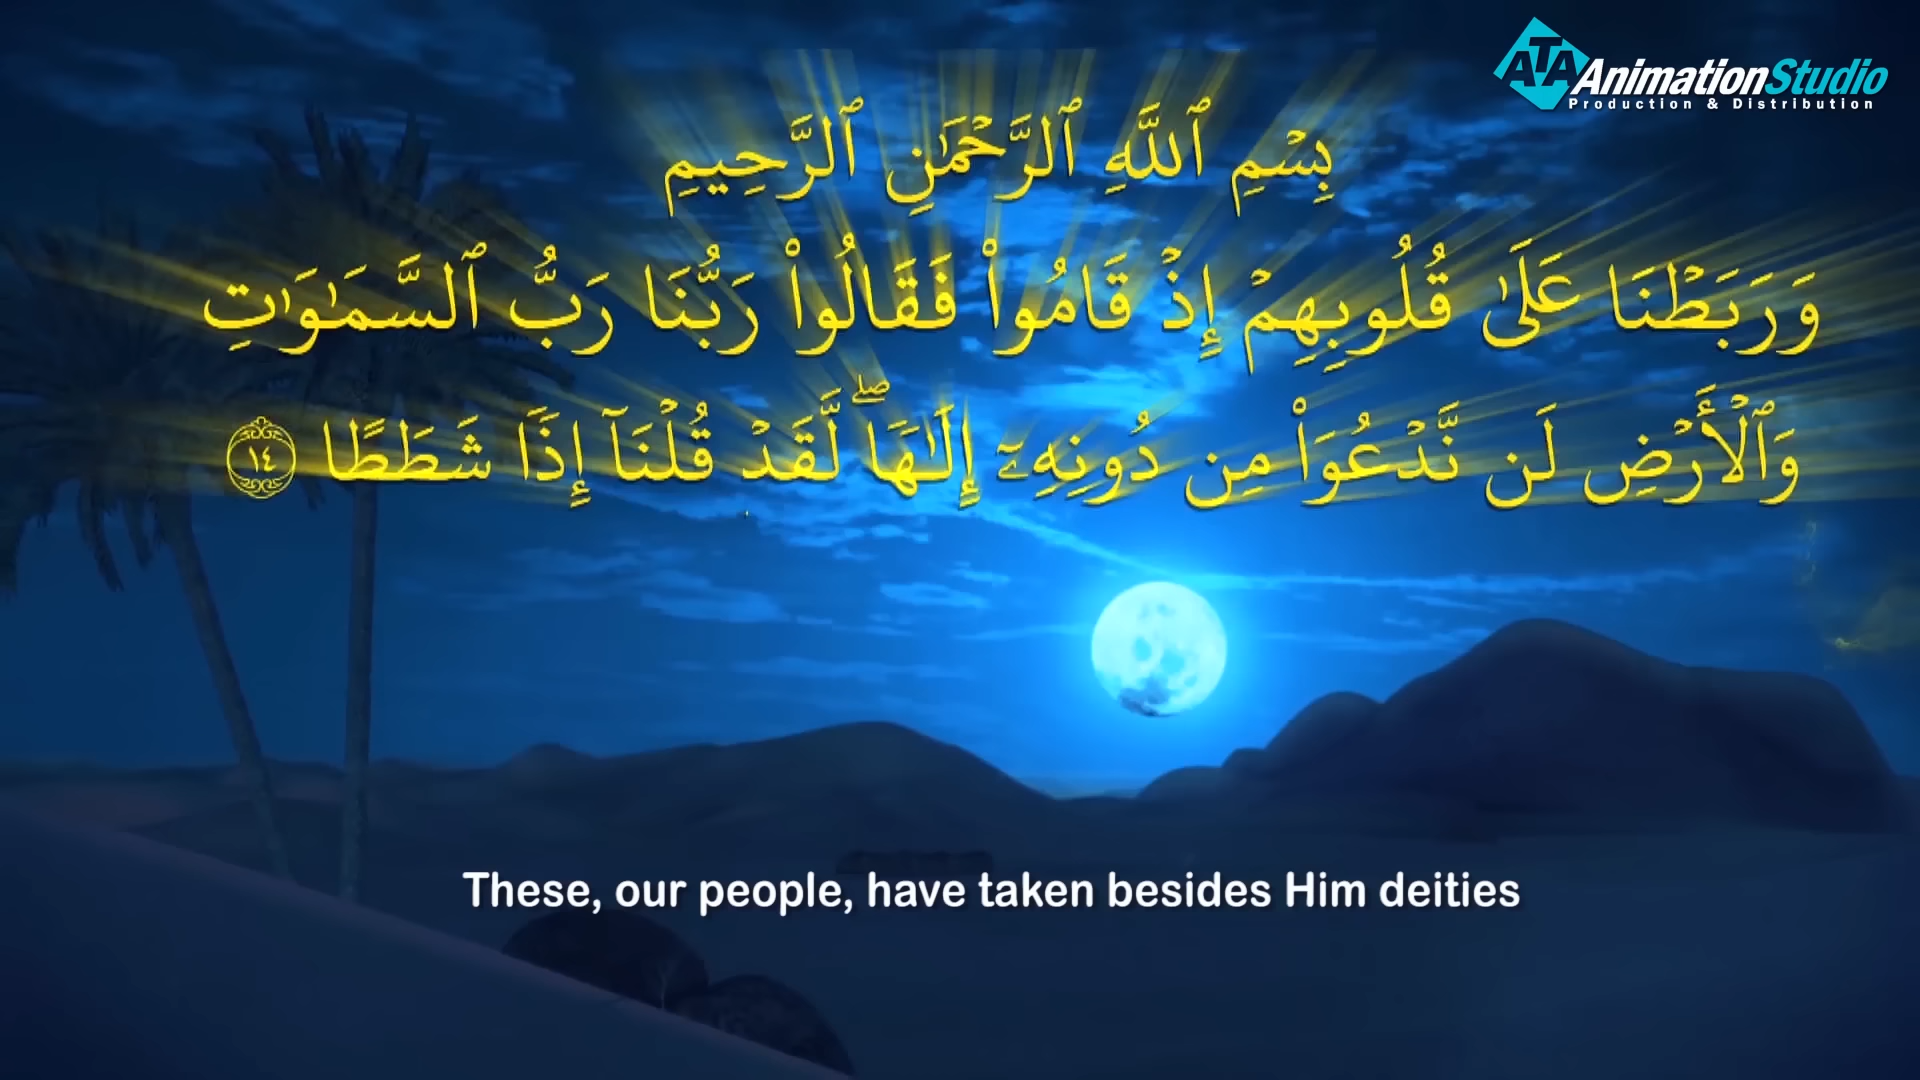 ATA AnimationStudio
Production & Distribution
بِسْمِ ٱللَّهِ ٱلرَّحْمَٰنِ ٱلرَّحِيمِ
وَرَبَطْنَا عَلَىٰ قُلُوبِهِمْ إِذْ قَامُوا۟ فَقَالُوا۟ رَبُّنَا رَبُّ ٱلسَّمَٰوَٰتِ
وَٱلْأَرْضِ لَن نَّدْعُوَا۟ مِن دُونِهِۦٓ إِلَٰهًا ۖ لَّقَدْ قُلْنَآ إِذًا شَطَطًا ١٤
These, our people, have taken besides Him deities